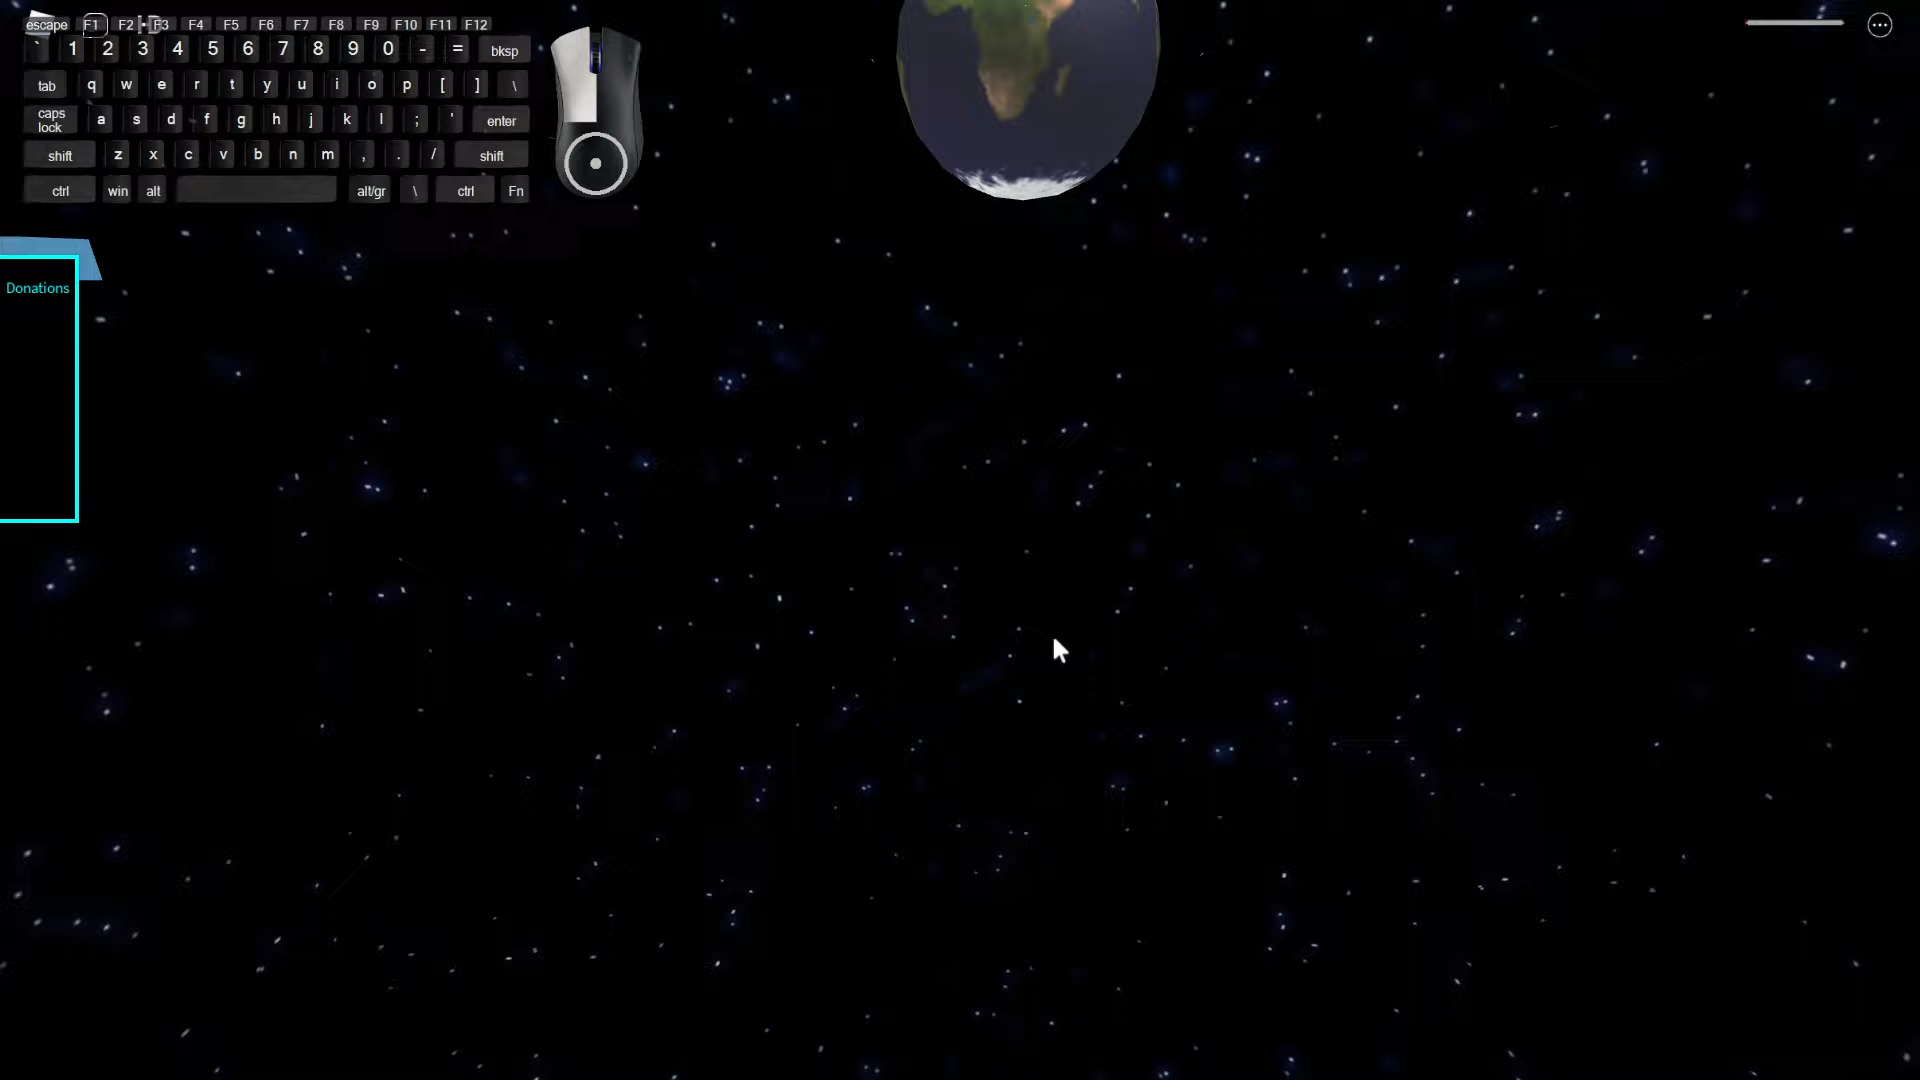 escape F1 F2 F3 F4 F5 F6 F7 F8 F9 F10 F11 F12
HD
` 1 2 3 4 5 6 7 8 9 0 - = bksp
tab q w e r t y u i o p [ ] \
caps lock a s d f g h j k l ; ' enter
shift z x c v b n m , . / shift
ctrl win alt alt/gr \ ctrl Fn
Donations